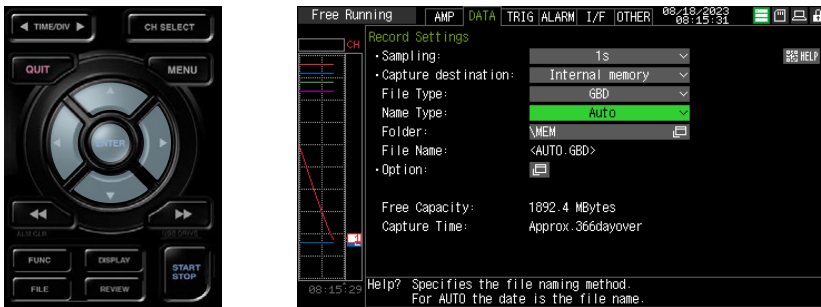 TIME/DIV
CH SELECT
QUIT
MENU
ENTER
ALM CLR
USB DRIVE
FUNC
DISPLAY
START
STOP
FILE
REVIEW
Free Running
AMP
DATA
TRIG
ALARM
I/F
OTHER
08/18/2023
08:15:31
CH
Record Settings
・Sampling: 1s
HELP
・Capture destination: Internal memory
File Type: GBD
Name Type: Auto
Folder: \MEM
File Name: <AUTO.GBD>
・Option:
Free Capacity: 1892.4 MBytes
Capture Time: Approx.366dayover
1
08:15:29
Help? Specifies the file naming method.
For AUTO the date is the file name.